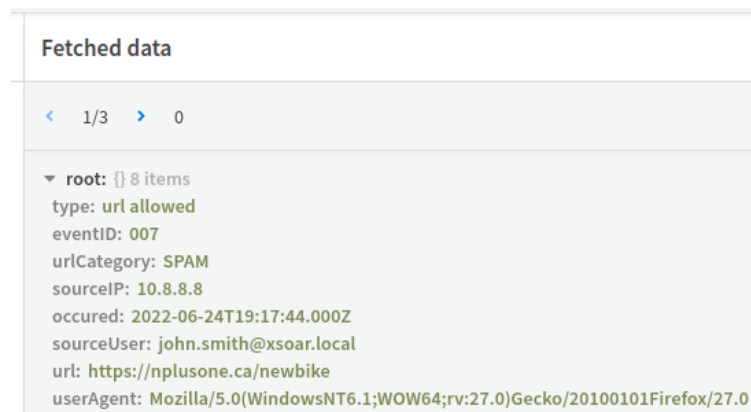 Fetched data
1/3 0
root: {} 8 items
type: url allowed
eventID: 007
urlCategory: SPAM
sourceIP: 10.8.8.8
occured: 2022-06-24T19:17:44.000Z
sourceUser: john.smith@xsoar.local
url: https://nplusone.ca/newbike
userAgent: Mozilla/5.0(WindowsNT6.1;WOW64;rv:27.0)Gecko/20100101Firefox/27.0